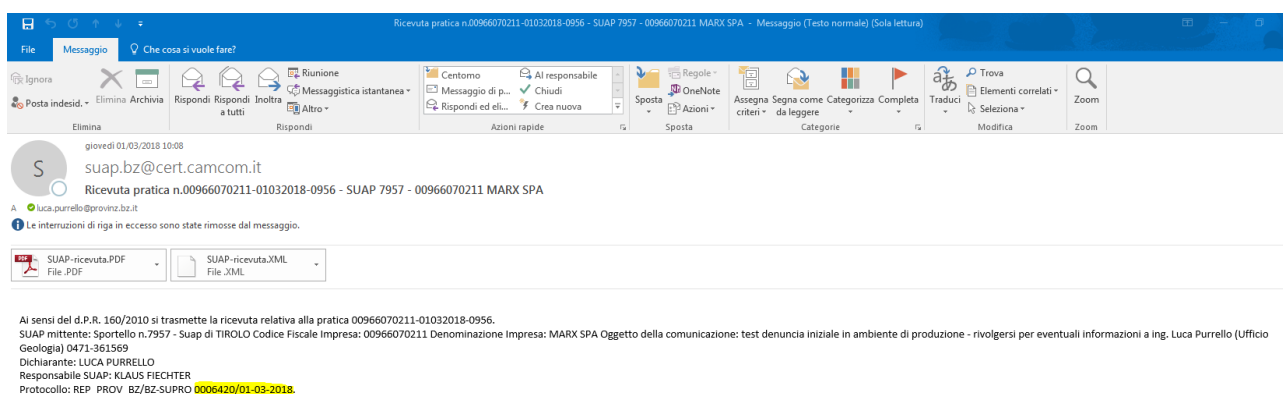 Ricevuta pratica n.00966070211-01032018-0956 - SUAP 7957 - 00966070211 MARX SPA - Messaggio (Testo normale) (Sola lettura)
File Messaggio Che cosa si vuole fare?
Ignora
Posta indesid.
Elimina
Archivia
Elimina
Rispondi
Rispondi a tutti
Inoltra
Riunione
Messaggistica istantanea
Altro
Rispondi
Centomo
Messaggio di p...
Rispondi ed eli...
Al responsabile
Chiudi
Crea nuova
Azioni rapide
Sposta
Regole
OneNote
Azioni
Sposta
Assegna criteri
Segna come da leggere
Categorizza
Completa
Categorie
Traduci
Trova
Elementi correlati
Seleziona
Modifica
Zoom
Zoom
giovedì 01/03/2018 10:08
S
suap.bz@cert.camcom.it
Ricevuta pratica n.00966070211-01032018-0956 - SUAP 7957 - 00966070211 MARX SPA
A luca.purrello@provinz.bz.it
Le interruzioni di riga in eccesso sono state rimosse dal messaggio.
PDF
SUAP-ricevuta.PDF
File .PDF
SUAP-ricevuta.XML
File .XML
Ai sensi del d.P.R. 160/2010 si trasmette la ricevuta relativa alla pratica 00966070211-01032018-0956.
SUAP mittente: Sportello n.7957 - Suap di TIROLO Codice Fiscale Impresa: 00966070211 Denominazione Impresa: MARX SPA Oggetto della comunicazione: test denuncia iniziale in ambiente di produzione - rivolgersi per eventuali informazioni a ing. Luca Purrello (Ufficio
Geologia) 0471-361569
Dichiarante: LUCA PURRELLO
Responsabile SUAP: KLAUS FIECHTER
Protocollo: REP_PROV_BZ/BZ-SUPRO 0006420/01-03-2018.